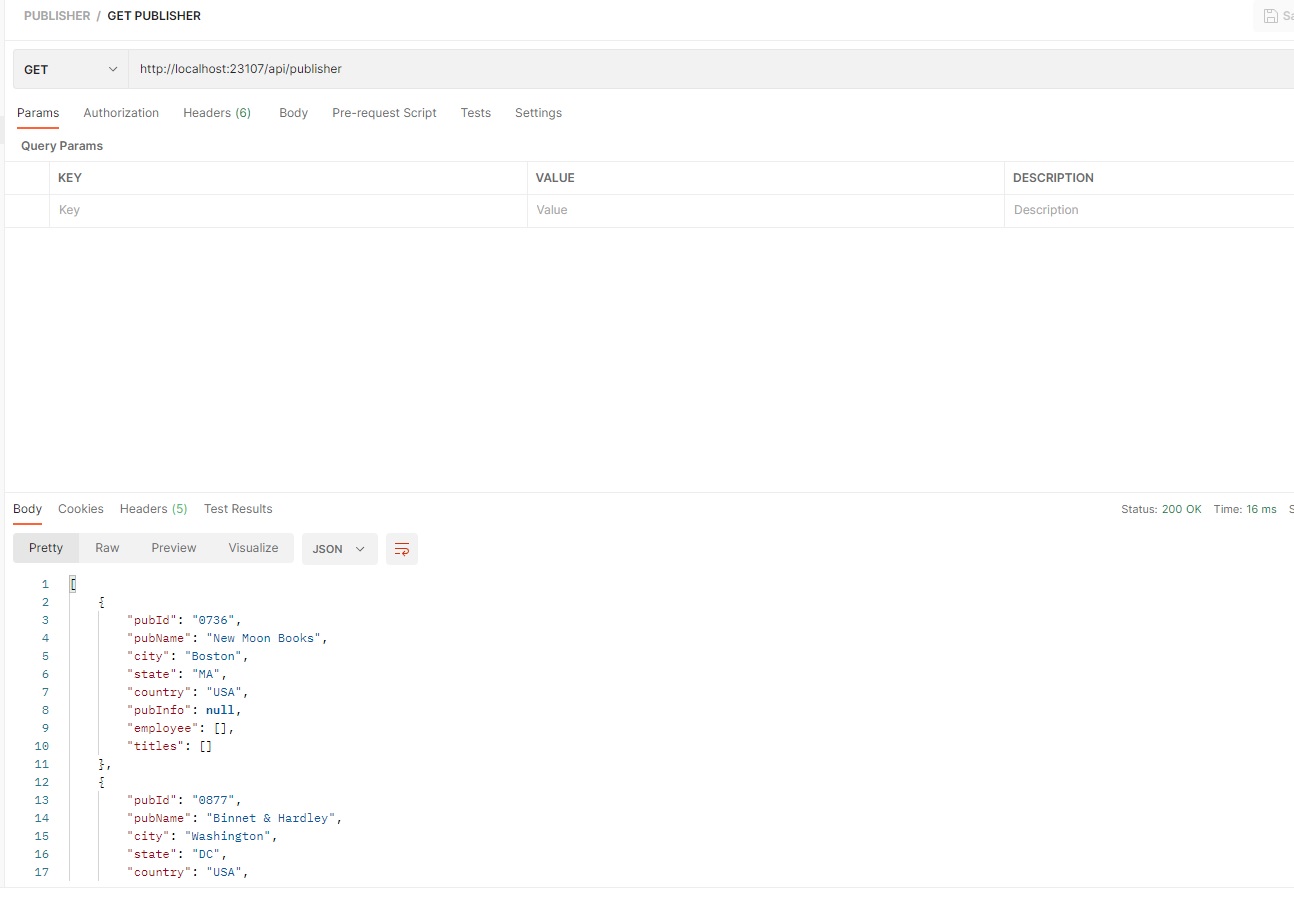 PUBLISHER / GET PUBLISHER
Sa
GET http://localhost:23107/api/publisher
Params Authorization Headers (6) Body Pre-request Script Tests Settings
Query Params
KEY VALUE DESCRIPTION
Key Value Description
Body Cookies Headers (5) Test Results Status: 200 OK Time: 16 ms S
Pretty Raw Preview Visualize JSON
1 [
2 {
3 "pubId": "0736",
4 "pubName": "New Moon Books",
5 "city": "Boston",
6 "state": "MA",
7 "country": "USA",
8 "pubInfo": null,
9 "employee": [],
10 "titles": []
11 },
12 {
13 "pubId": "0877",
14 "pubName": "Binnet & Hardley",
15 "city": "Washington",
16 "state": "DC",
17 "country": "USA",